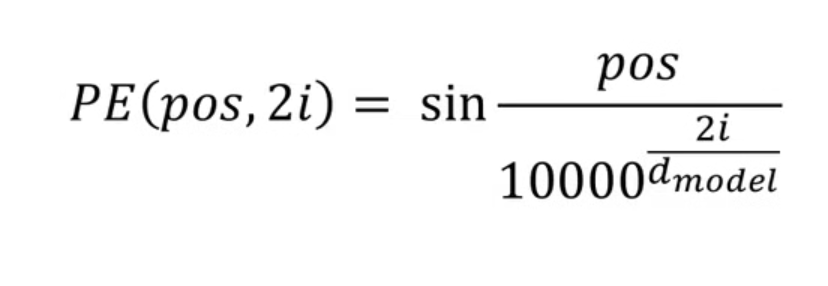 PE(pos, 2i) = sin pos / 10000^(2i / d_model)